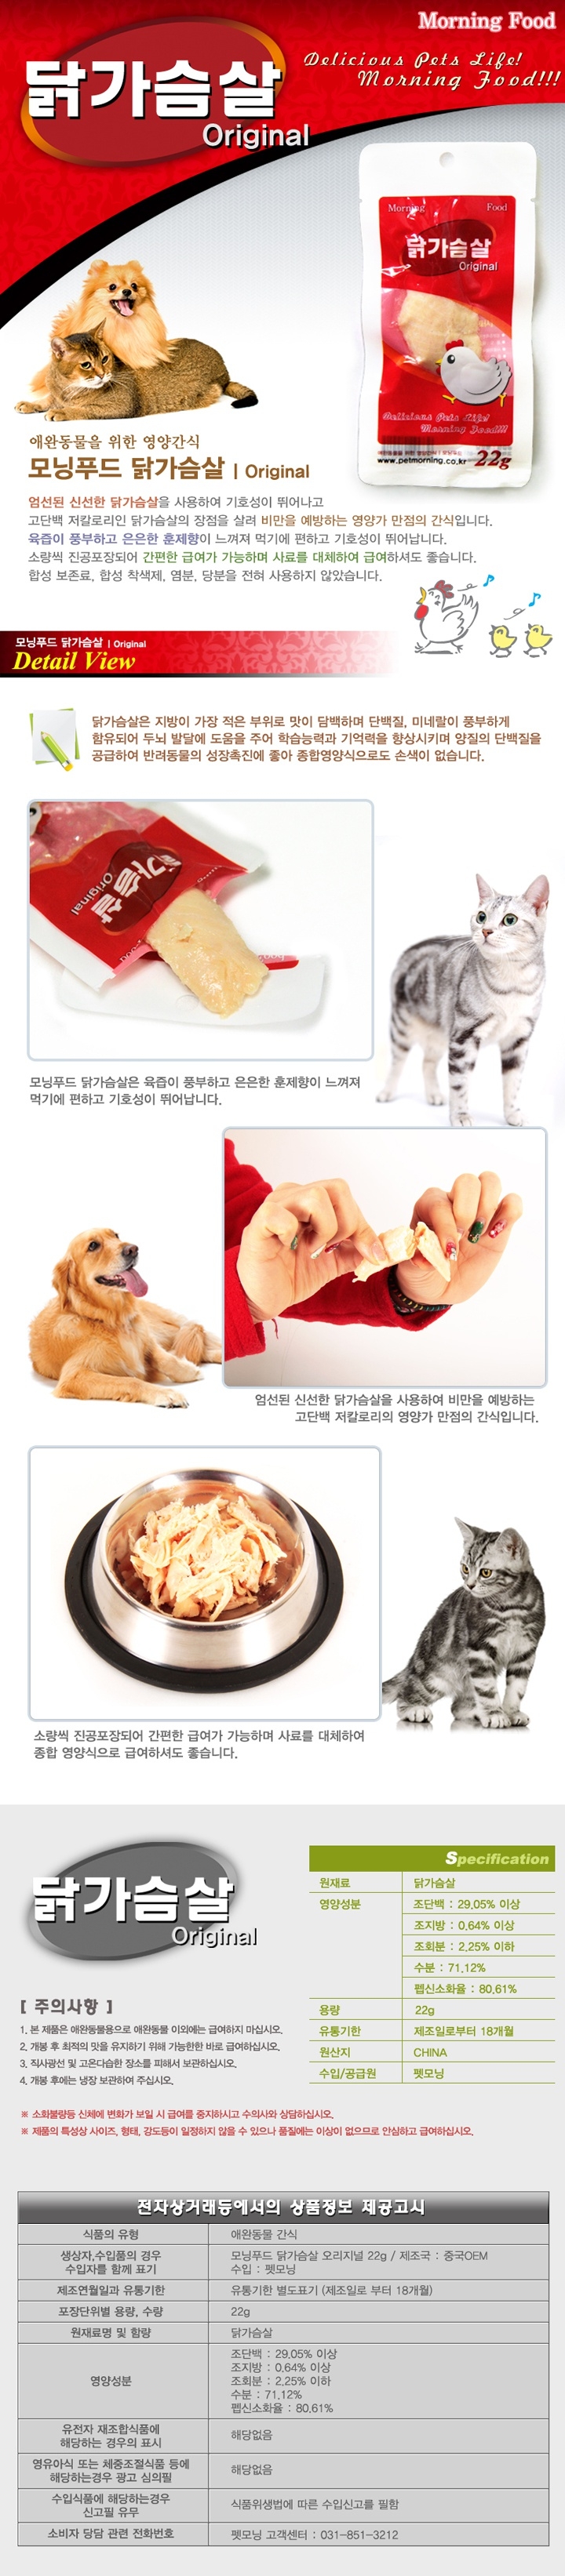 Morning Food
Delicious Pets Life!
Morning Food!!!
닭가슴살
Original
Morning Food
닭가슴살
Original
Delicious Pets Life!
Morning Food!!!
www.petmorning.co.kr 22g
애완동물을 위한 영양간식
모닝푸드 닭가슴살 | Original
엄선된 신선한 닭가슴살을 사용하여 기호성이 뛰어나고
고단백 저칼로리인 닭가슴살의 장점을 살려 비만을 예방하는 영양가 만점의 간식입니다.
육즙이 풍부하고 은은한 훈제향이 느껴져 먹기에 편하고 기호성이 뛰어납니다.
소량씩 진공포장되어 간편한 급여가 가능하며 사료를 대체하여 급여하셔도 좋습니다.
합성 보존료, 합성 착색제, 염분, 당분을 전혀 사용하지 않았습니다.
모닝푸드 닭가슴살 | Original
Detail View
닭가슴살은 지방이 가장 적은 부위로 맛이 담백하며 단백질, 미네랄이 풍부하게
함유되어 두뇌 발달에 도움을 주어 학습능력과 기억력을 향상시키며 양질의 단백질을
공급하여 반려동물의 성장촉진에 좋아 종합영양식으로도 손색이 없습니다.
닭가슴살
Original
모닝푸드 닭가슴살은 육즙이 풍부하고 은은한 훈제향이 느껴져
먹기에 편하고 기호성이 뛰어납니다.
엄선된 신선한 닭가슴살을 사용하여 비만을 예방하는
고단백 저칼로리의 영양가 만점의 간식입니다.
소량씩 진공포장되어 간편한 급여가 가능하며 사료를 대체하여
종합 영양식으로 급여하셔도 좋습니다.
닭가슴살
Original
Specification
원재료 닭가슴살
영양성분 조단백 : 29.05% 이상
조지방 : 0.64% 이상
조회분 : 2.25% 이하
수분 : 71.12%
펩신소화율 : 80.61%
용량 22g
유통기한 제조일로부터 18개월
원산지 CHINA
수입/공급원 펫모닝
[ 주의사항 ]
1. 본 제품은 애완동물용으로 애완동물 이외에는 급여하지 마십시오.
2. 개봉 후 최적의 맛을 유지하기 위해 가능한한 바로 급여하십시오.
3. 직사광선 및 고온다습한 장소를 피해서 보관하십시오.
4. 개봉 후에는 냉장 보관하여 주십시오.
※ 소화불량등 신체에 변화가 보일 시 급여를 중지하시고 수의사와 상담하십시오.
※ 제품의 특성상 사이즈, 형태, 강도등이 일정하지 않을 수 있으나 품질에는 이상이 없으므로 안심하고 급여하십시오.
전자상거래등에서의 상품정보 제공고시
식품의 유형 애완동물 간식
생상자,수입품의 경우
수입자를 함께 표기
모닝푸드 닭가슴살 오리지널 22g / 제조국 : 중국OEM
수입 : 펫모닝
제조연월일과 유통기한 유통기한 별도표기 (제조일로 부터 18개월)
포장단위별 용량, 수량 22g
원재료명 및 함량 닭가슴살
영양성분
조단백 : 29.05% 이상
조지방 : 0.64% 이상
조회분 : 2.25% 이하
수분 : 71.12%
펩신소화율 : 80.61%
유전자 재조합식품에
해당하는 경우의 표시
해당없음
영유아식 또는 체중조절식품 등에
해당하는경우 광고 심의필
해당없음
수입식품에 해당하는경우
신고필 유무
식품위생법에 따른 수입신고를 필함
소비자 담당 관련 전화번호 펫모닝 고객센터 : 031-851-3212